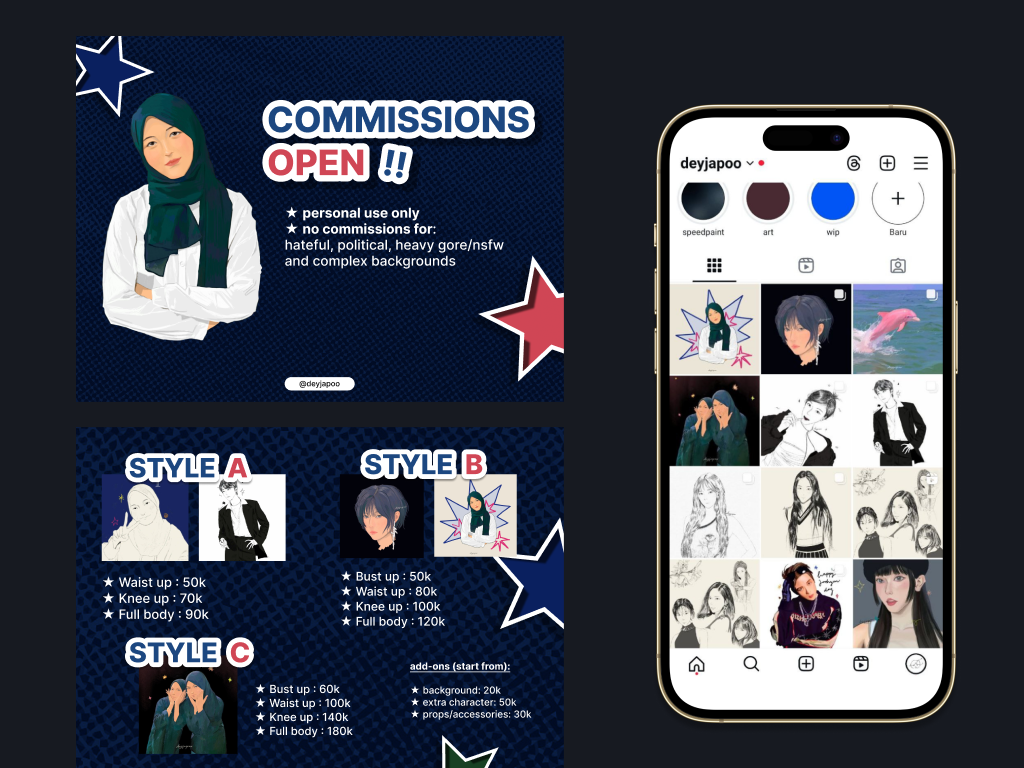 COMMISSIONS
OPEN !!
★ personal use only
★ no commissions for:
hateful, political, heavy gore/nsfw
and complex backgrounds
@deyjapoo
STYLE A
★ Waist up : 50k
★ Knee up : 70k
★ Full body : 90k
STYLE B
★ Bust up : 50k
★ Waist up : 80k
★ Knee up : 100k
★ Full body : 120k
STYLE C
★ Bust up : 60k
★ Waist up : 100k
★ Knee up : 140k
★ Full body : 180k
add-ons (start from):
★ background: 20k
★ extra character: 50k
★ props/accessories: 30k
deyjapoo
speedpaint
art
wip
Baru
happy
day